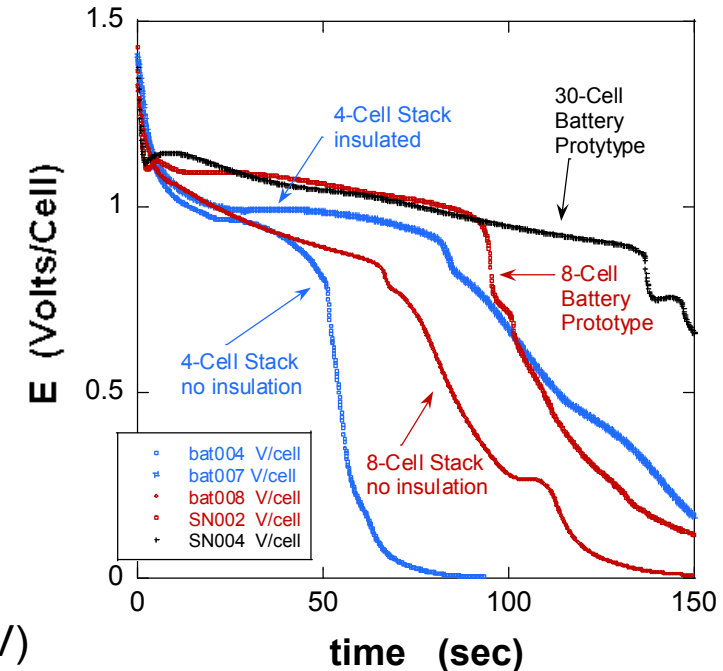 1.5
1
0.5
0
E (Volts/Cell)
4-Cell Stack
insulated
30-Cell
Battery
Protytype
8-Cell
Battery
Prototype
4-Cell Stack
no insulation
8-Cell Stack
no insulation
bat004 V/cell
bat007 V/cell
bat008 V/cell
SN002 V/cell
SN004 V/cell
0
50
100
150
time (sec)
V)